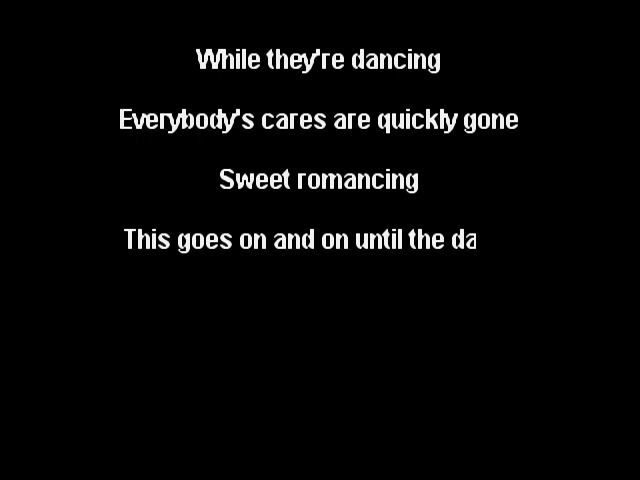 While they're dancing
Everybody's cares are quickly gone
Sweet romancing
This goes on and on until the da